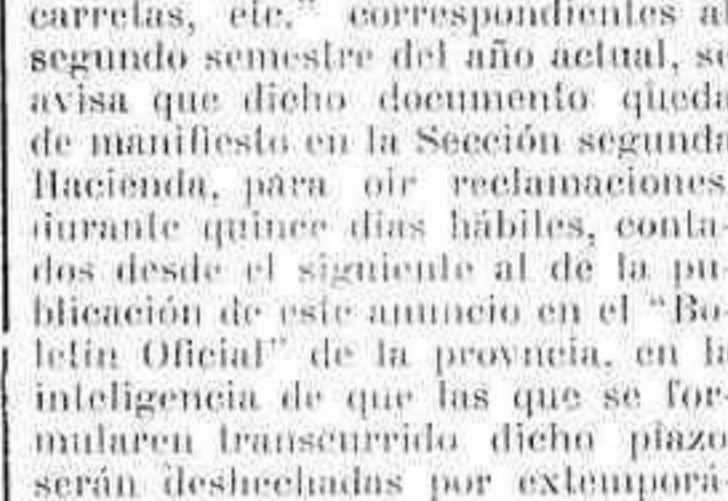 carretas, etc." correspondientes al
segundo semestre del año actual, se
avisa que dicho documento queda
de manifiesto en la Sección segunda
Hacienda, para oir reclamaciones,
durante quince días hábiles, conta-
dos desde el siguiente al de la pu-
blicación de este anuncio en el "Bo-
letín Oficial" de la provncia, en la
inteligencia de que las que se for-
mularen transcurrido dicho plazo
serán deshechadas por extemporá-